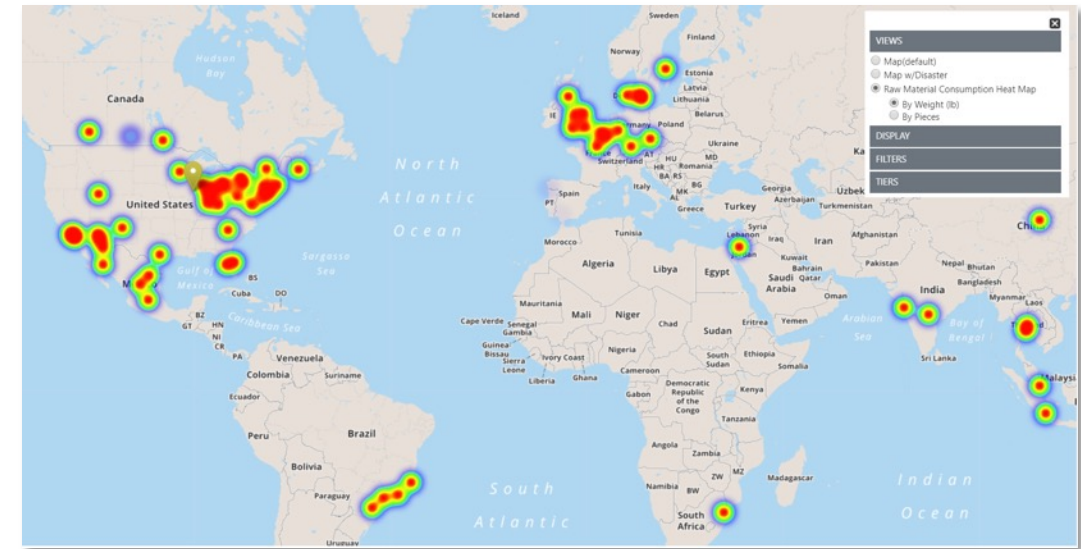 Iceland
Sweden
Finland
Norway
Estonia
Latvia
Lithuania
Belarus
IE
Poland
Ukraine
Switzerland
AT
HU
MD
HR
Romania
BA
RS
Italy
MK
BG
AL
Spain
PT
Greece
Turkey
Georgia
Azerbaijan
Turkmenistan
Hudson
Bay
Canada
United States
North
Atlantic
Ocean
Sargasso
Sea
Gulf of
Mexico
BS
Cuba
DO
Caribbean Sea
BZ
GT
HN
NI
CR
PA
Venezuela
Colombia
Suriname
Ecuador
Peru
Brazil
Bolivia
Paraguay
Uruguay
South
Atlantic
Morocco
Tunisia
Algeria
Libya
Egypt
Lebanon
Syria
Iraq
Iran
Jordan
Kuwait
Bahrain
Saudi
Qatar
Arabia
Oman
Yemen
Afghanistan
Pakistan
Nepal
Bhutan
Bangladesh
India
Myanmar
Laos
Sri Lanka
Arabian
Sea
Bay of
Bengal
Mauritania
Mali
Niger
Chad
Sudan
Eritrea
Cape Verde
Senegal
Gambia
Guinea
Bissau
Sierra
Leone
Liberia
Ivory Coast
Ghana
Nigeria
Cameroon
South
Sudan
Ethiopia
Somalia
Gabon
Democratic
Republic
of the
Congo
Kenya
Tanzania
Angola
Zambia
ZW
MZ
Madagascar
Namibia
BW
South
Africa
Indian
Ocean
VIEWS
Map(default)
Map w/Disaster
Raw Material Consumption Heat Map
By Weight (lb)
By Pieces
DISPLAY
FILTERS
TIERS